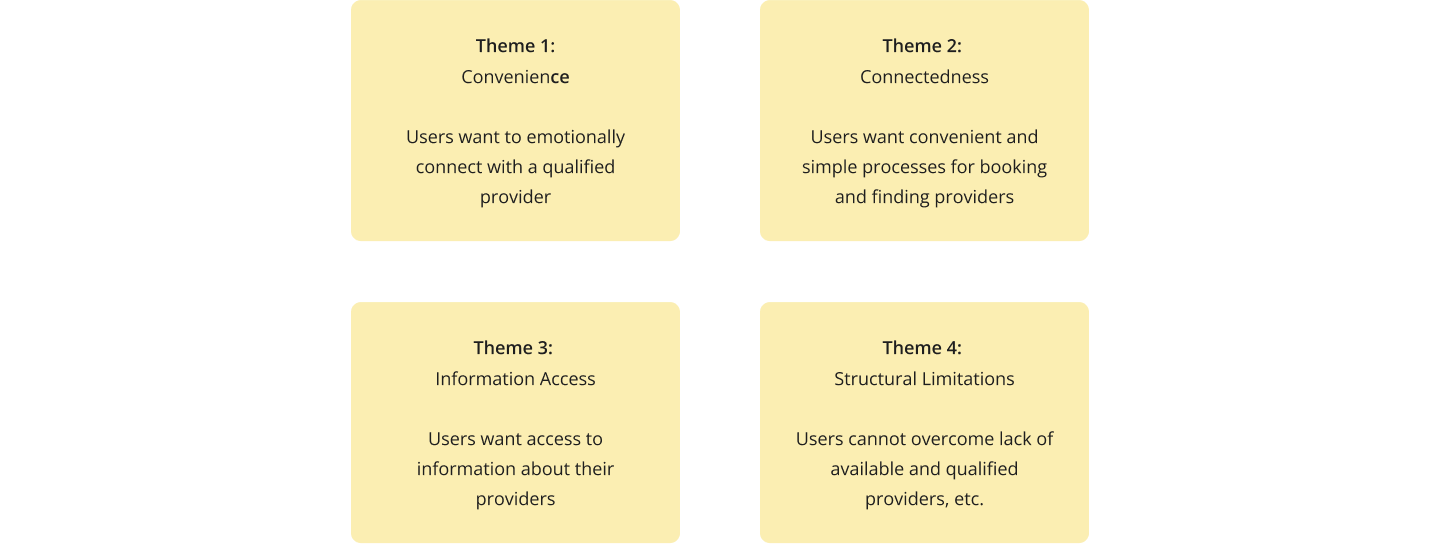 Theme 1:
Convenience
Users want to emotionally
connect with a qualified
provider
Theme 2:
Connectedness
Users want convenient and
simple processes for booking
and finding providers
Theme 3:
Information Access
Users want access to
information about their
providers
Theme 4:
Structural Limitations
Users cannot overcome lack of
available and qualified
providers, etc.